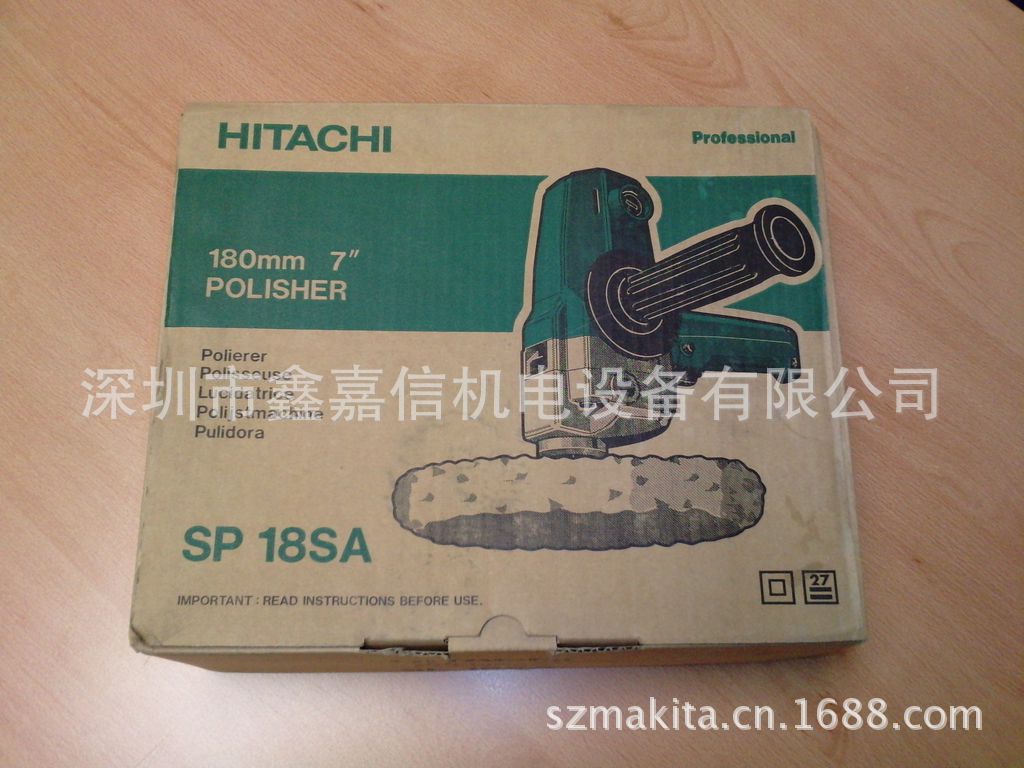 HITACHI
Professional
180mm 7"
POLISHER
Polierer
Polisseuse
Lucidatrice
Polijstmachine
Pulidora
深圳市鑫嘉信机电设备有限公司
SP 18SA
27
IMPORTANT : READ INSTRUCTIONS BEFORE USE.
szmakita.cn.1688.com